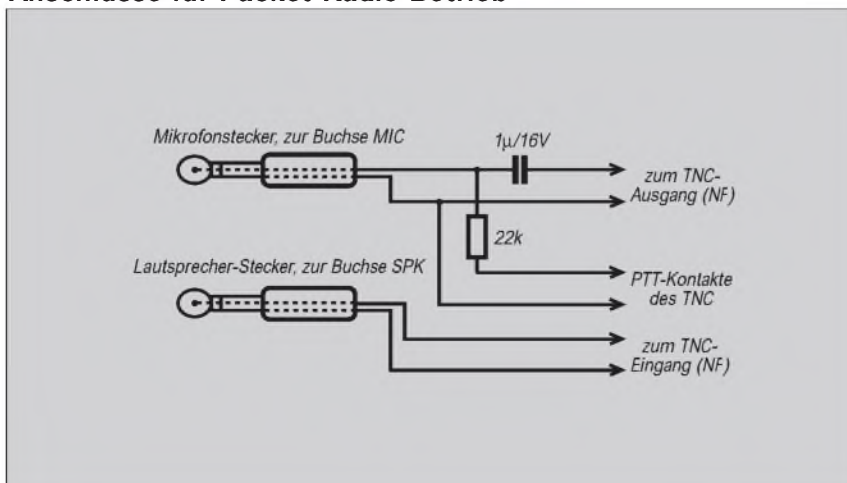 Mikrofonstecker, zur Buchse MIC
1µ/16V
zum TNC-
Ausgang (NF)
22k
Lautsprecher-Stecker, zur Buchse SPK
PTT-Kontakte
des TNC
zum TNC-
Eingang (NF)